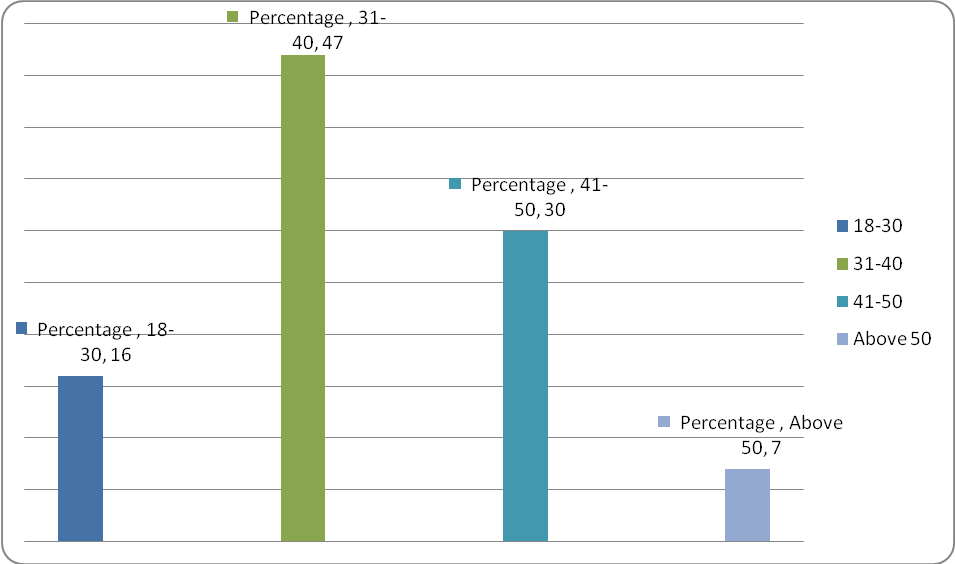 Percentage , 31-
40, 47
Percentage , 41-
50, 30
Percentage , 18-
30, 16
Percentage , Above
50, 7
18-30
31-40
41-50
Above 50